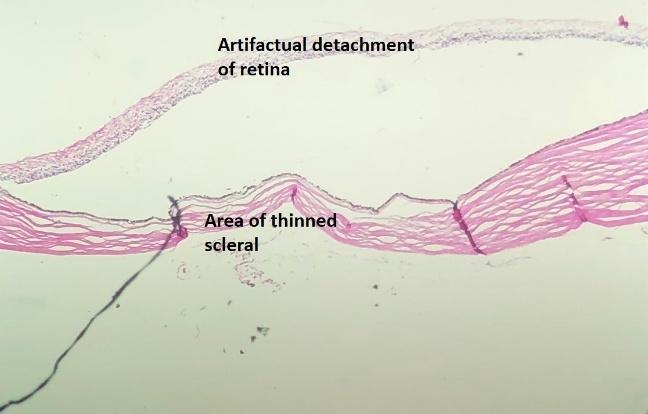 Artifactual detachment
of retina
Area of thinned
scleral